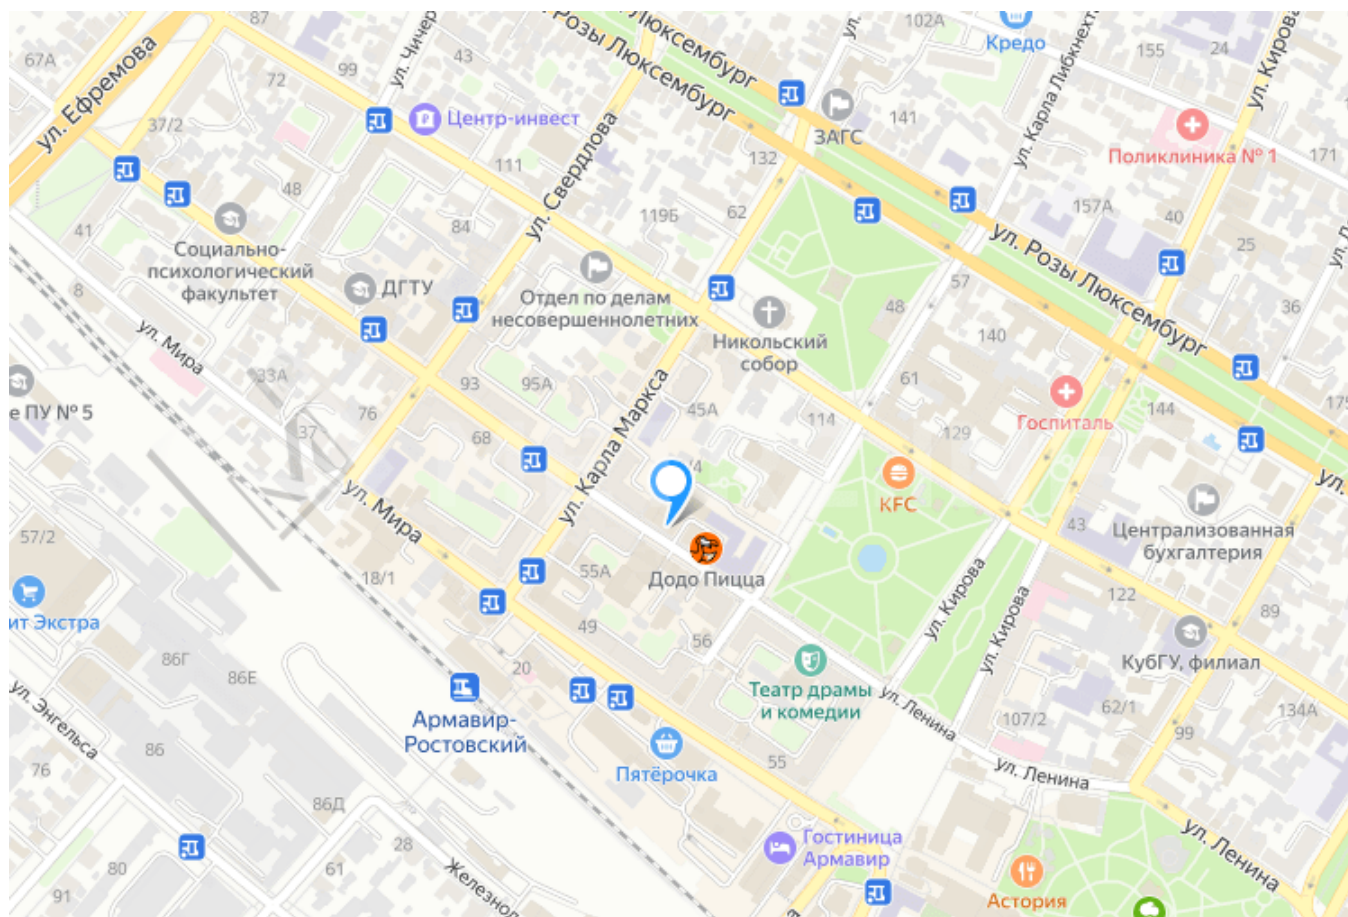 87
ул. Чичер
43
67А
72
99
ул. Ефремова
37/2
Центр-инвест
111
Люксембург
Розы Люксембург
ул.
102А
Кредо
ул. Карла Либкнехта
155
24
ул. Кирова
ЗАГС
141
132
Поликлиника № 1
171
ул. Свердлова
119Б
62
157А
40
25
48
41
84
Социально-
психологический
факультет
ДГТУ
8
ул. Мира
Отдел по делам
несовершеннолетних
Никольский
собор
57
48
ул. Розы Люксембург
36
140
33А
е ПУ № 5
37
76
93
95А
45А
61
114
129
Госпиталь
144
175
68
ул. Карла Маркса
/4
KFC
ул.
ул. Мира
43
Централизованная
бухгалтерия
57/2
18/1
55А
Додо Пицца
ул. Кирова
ул. Кирова
122
89
ит Экстра
49
56
86Г
86Е
20
КубГУ, филиал
Театр драмы
и комедии
ул. Ленина
107/2
62/1
134А
99
Армавир-
Ростовский
ул. Энгельса
86
76
Пятёрочка
55
ул. Ленина
86Д
28
61
80
91
Железнод
Гостиница
Армавир
Астория
ул. Ленина